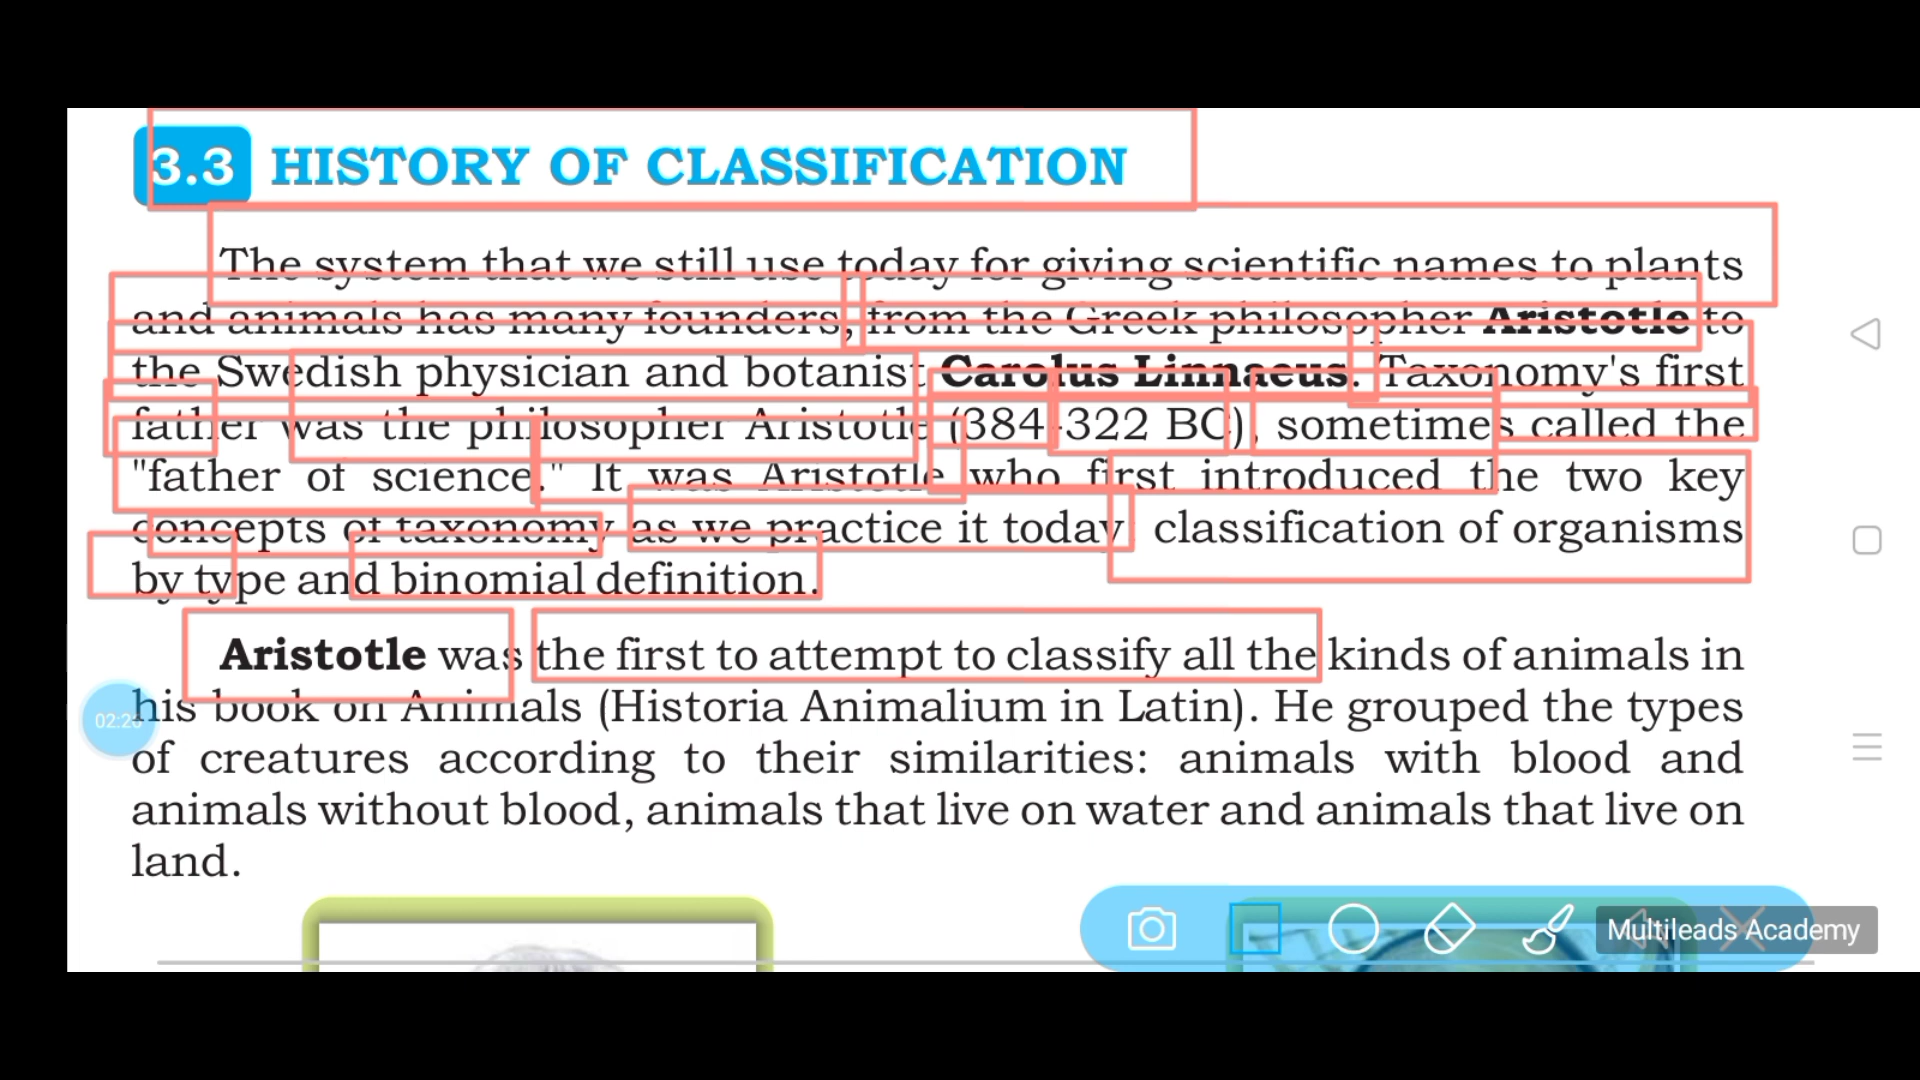 3.3 HISTORY OF CLASSIFICATION
The system that we still use today for giving scientific names to plants
and animals has many founders, from the Greek philosopher Aristotle to
the Swedish physician and botanist Carolus Linnaeus. Taxonomy's first
father was the philosopher Aristotle (384-322 BC), sometimes called the
"father of science." It was Aristotle who first introduced the two key
concepts of taxonomy as we practice it today: classification of organisms
by type and binomial definition.
Aristotle was the first to attempt to classify all the kinds of animals in
his book on Animals (Historia Animalium in Latin). He grouped the types
of creatures according to their similarities: animals with blood and
animals without blood, animals that live on water and animals that live on
land.
Multileads Academy